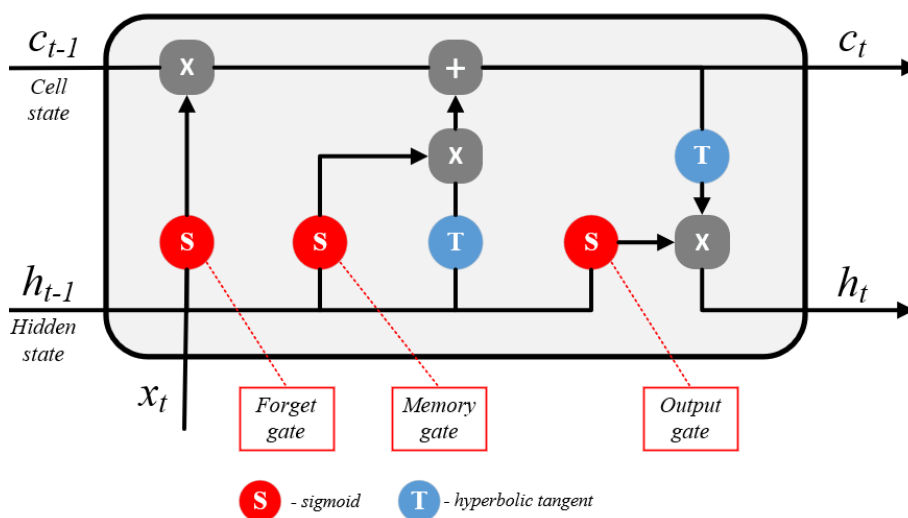 c_{t-1}
c_t
Cell
state
X
+
X
T
S
S
T
S
X
h_{t-1}
h_t
Hidden
state
x_t
Forget
gate
Memory
gate
Output
gate
S - sigmoid
T - hyperbolic tangent